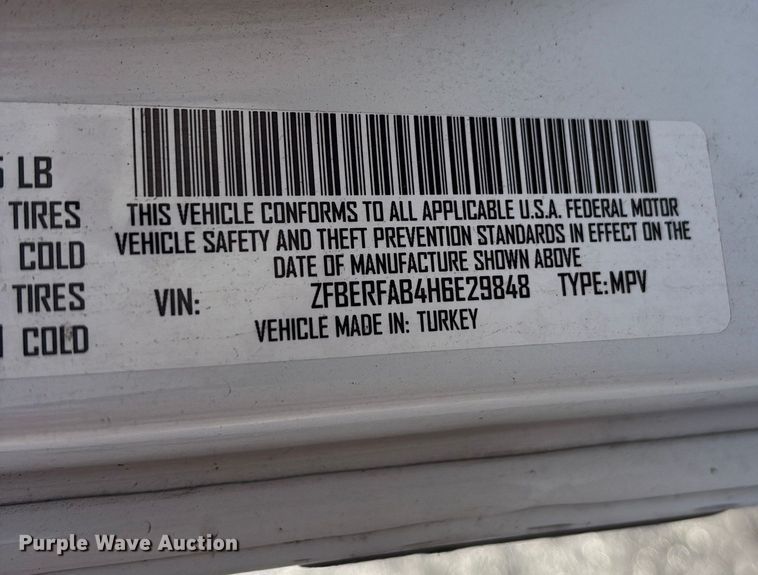 LB
TIRES
COLD
TIRES
COLD
THIS VEHICLE CONFORMS TO ALL APPLICABLE U.S.A. FEDERAL MOTOR
VEHICLE SAFETY AND THEFT PREVENTION STANDARDS IN EFFECT ON THE
DATE OF MANUFACTURE SHOWN ABOVE
VIN: ZFBERFAB4H6E29848 TYPE:MPV
VEHICLE MADE IN: TURKEY
Purple Wave Auction